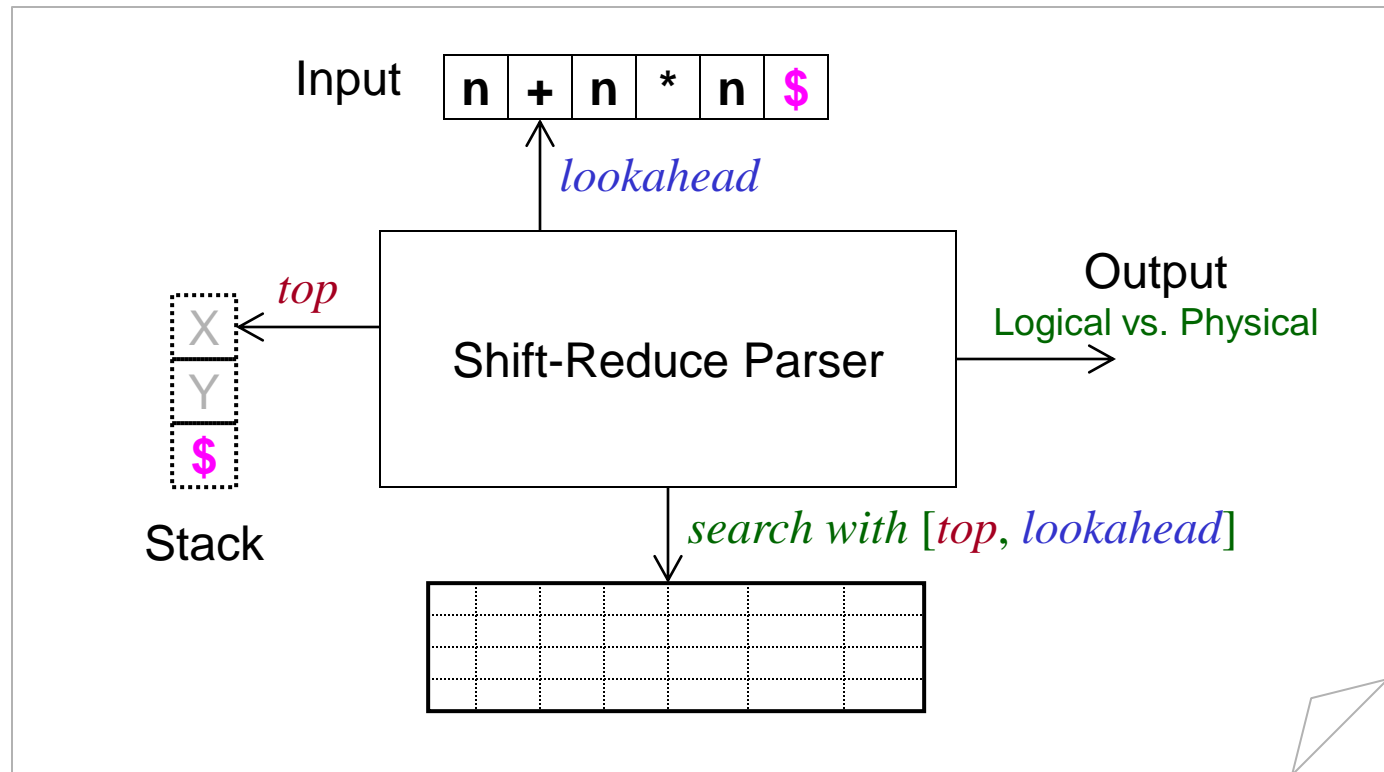 Input n + n * n $
lookahead
top
Output
Logical vs. Physical
X
Shift-Reduce Parser
Y
$
Stack
search with [top, lookahead]